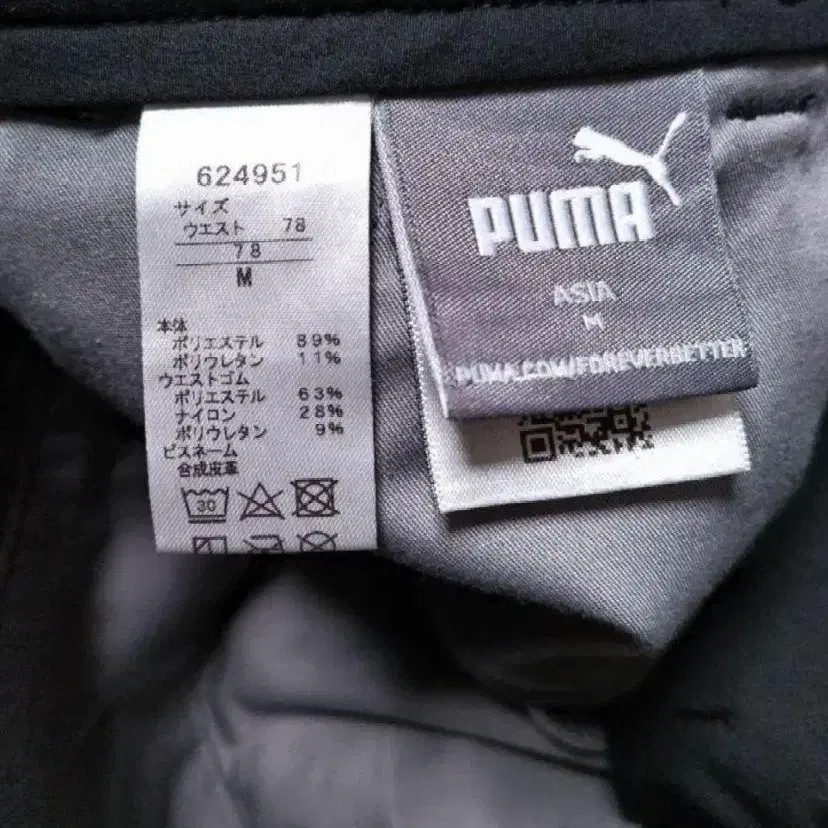 624951
サイズ
ウエスト 78
78
M
本体
ポリエステル 89%
ポリウレタン 11%
ウエストゴム
ポリエステル 63%
ナイロン 28%
ポリウレタン 9%
ピスネーム
合成皮革
30
PUMA
ASIA
M
PUMA.COM/FOREVERBETTER